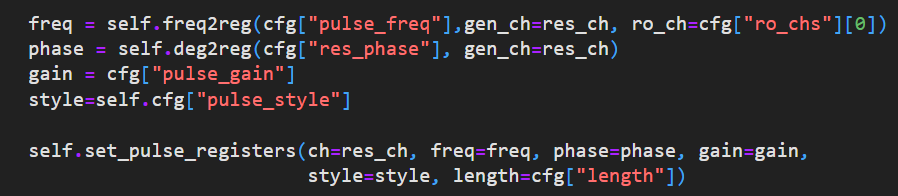 freq = self.freq2reg(cfg["pulse_freq"],gen_ch=res_ch, ro_ch=cfg["ro_chs"][0])
phase = self.deg2reg(cfg["res_phase"], gen_ch=res_ch)
gain = cfg["pulse_gain"]
style=self.cfg["pulse_style"]
self.set_pulse_registers(ch=res_ch, freq=freq, phase=phase, gain=gain,
style=style, length=cfg["length"])